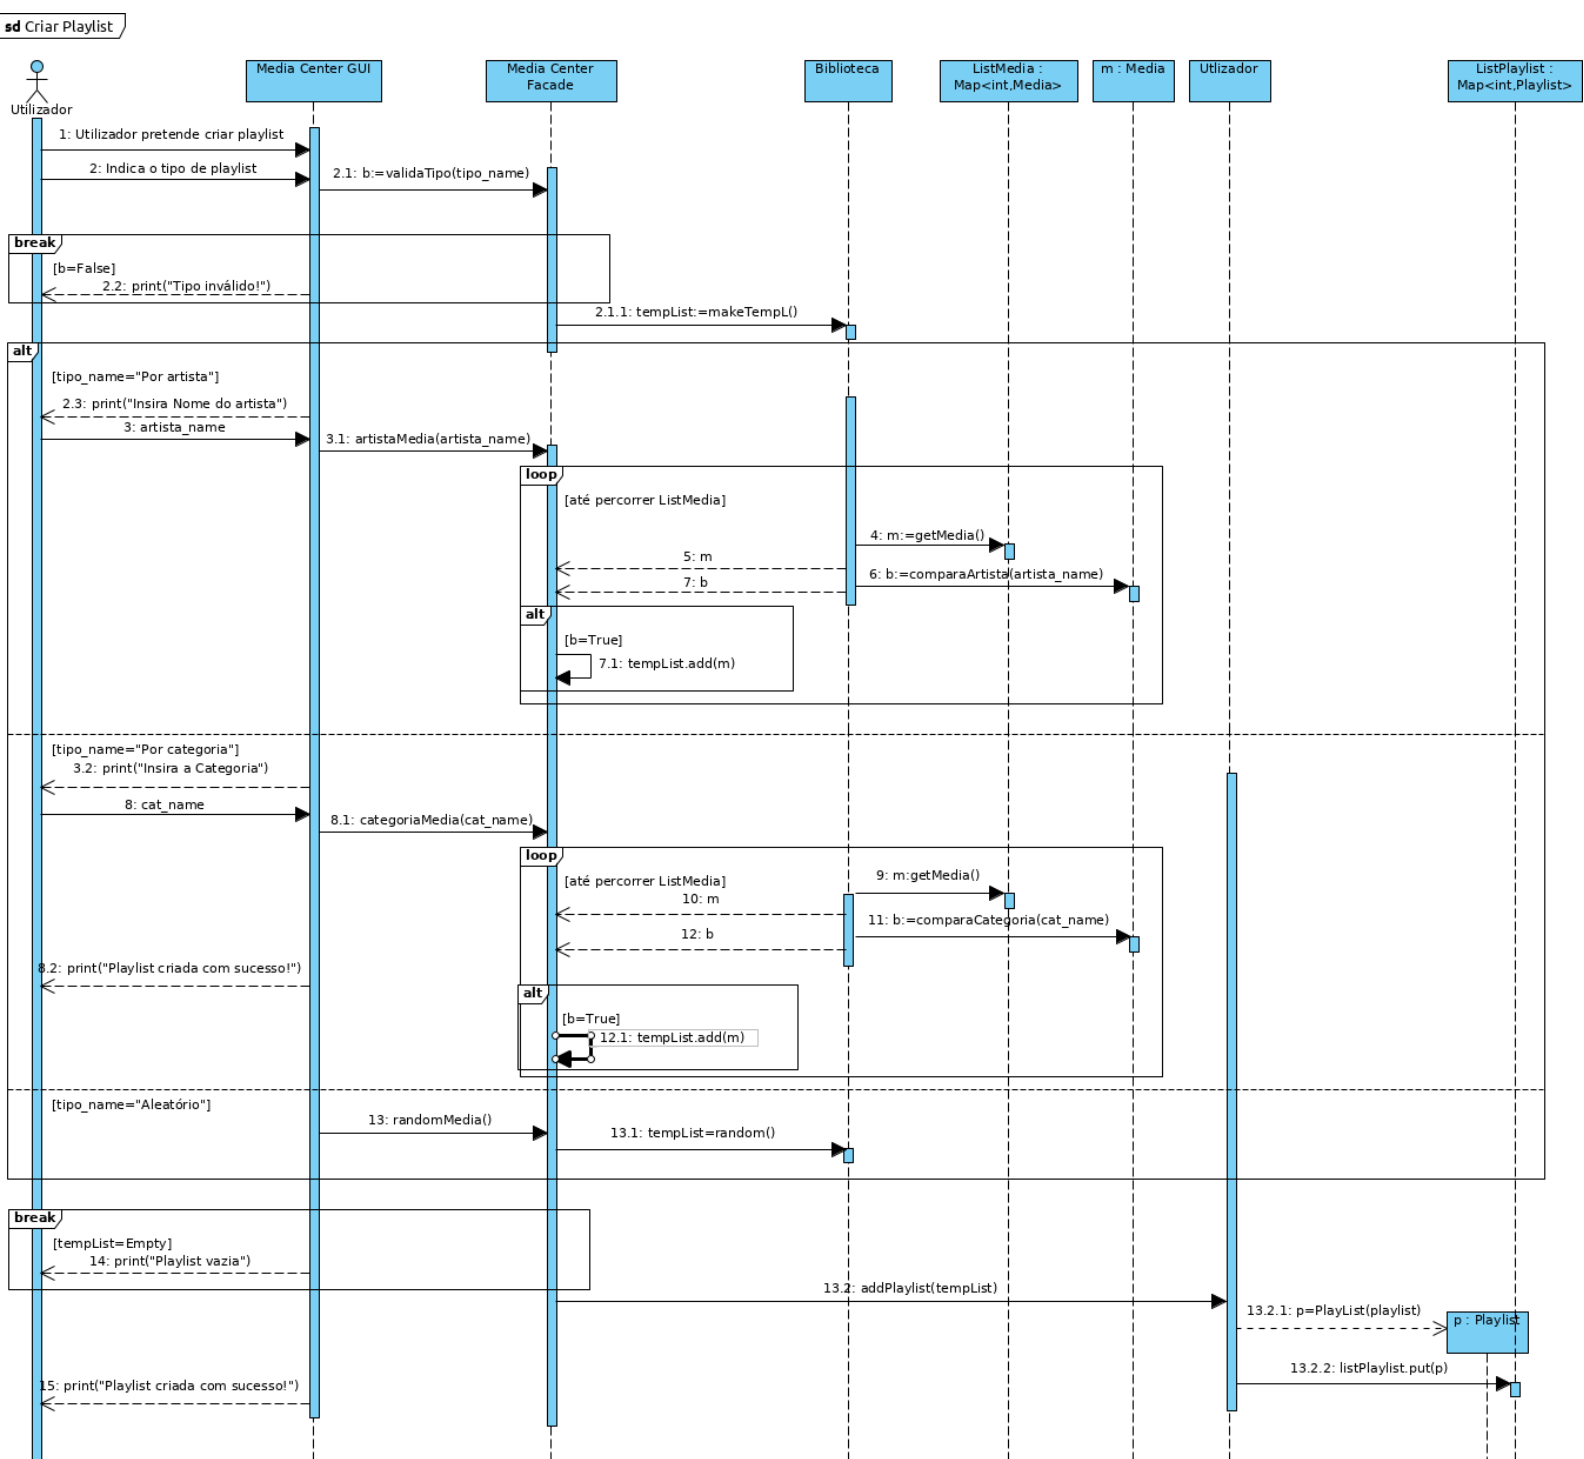 sd Criar Playlist
Utilizador
Media Center GUI
Media Center
Facade
Biblioteca
ListMedia :
Map<int,Media>
m : Media
Utlizador
ListPlaylist :
Map<int,Playlist>
1: Utilizador pretende criar playlist
2: Indica o tipo de playlist
2.1: b:=validaTipo(tipo_name)
break
[b=False]
2.2: print("Tipo inválido!")
2.1.1: tempList:=makeTempL()
alt
[tipo_name="Por artista"]
2.3: print("Insira Nome do artista")
3: artista_name
3.1: artistaMedia(artista_name)
loop
[até percorrer ListMedia]
4: m:=getMedia()
5: m
6: b:=comparaArtista(artista_name)
7: b
alt
[b=True]
7.1: tempList.add(m)
[tipo_name="Por categoria"]
3.2: print("Insira a Categoria")
8: cat_name
8.1: categoriaMedia(cat_name)
loop
[até percorrer ListMedia]
9: m:getMedia()
10: m
11: b:=comparaCategoria(cat_name)
12: b
8.2: print("Playlist criada com sucesso!")
alt
[b=True]
12.1: tempList.add(m)
[tipo_name="Aleatório"]
13: randomMedia()
13.1: tempList=random()
break
[tempList=Empty]
14: print("Playlist vazia")
13.2: addPlaylist(tempList)
13.2.1: p=PlayList(playlist)
p : Playlist
13.2.2: listPlaylist.put(p)
15: print("Playlist criada com sucesso!")